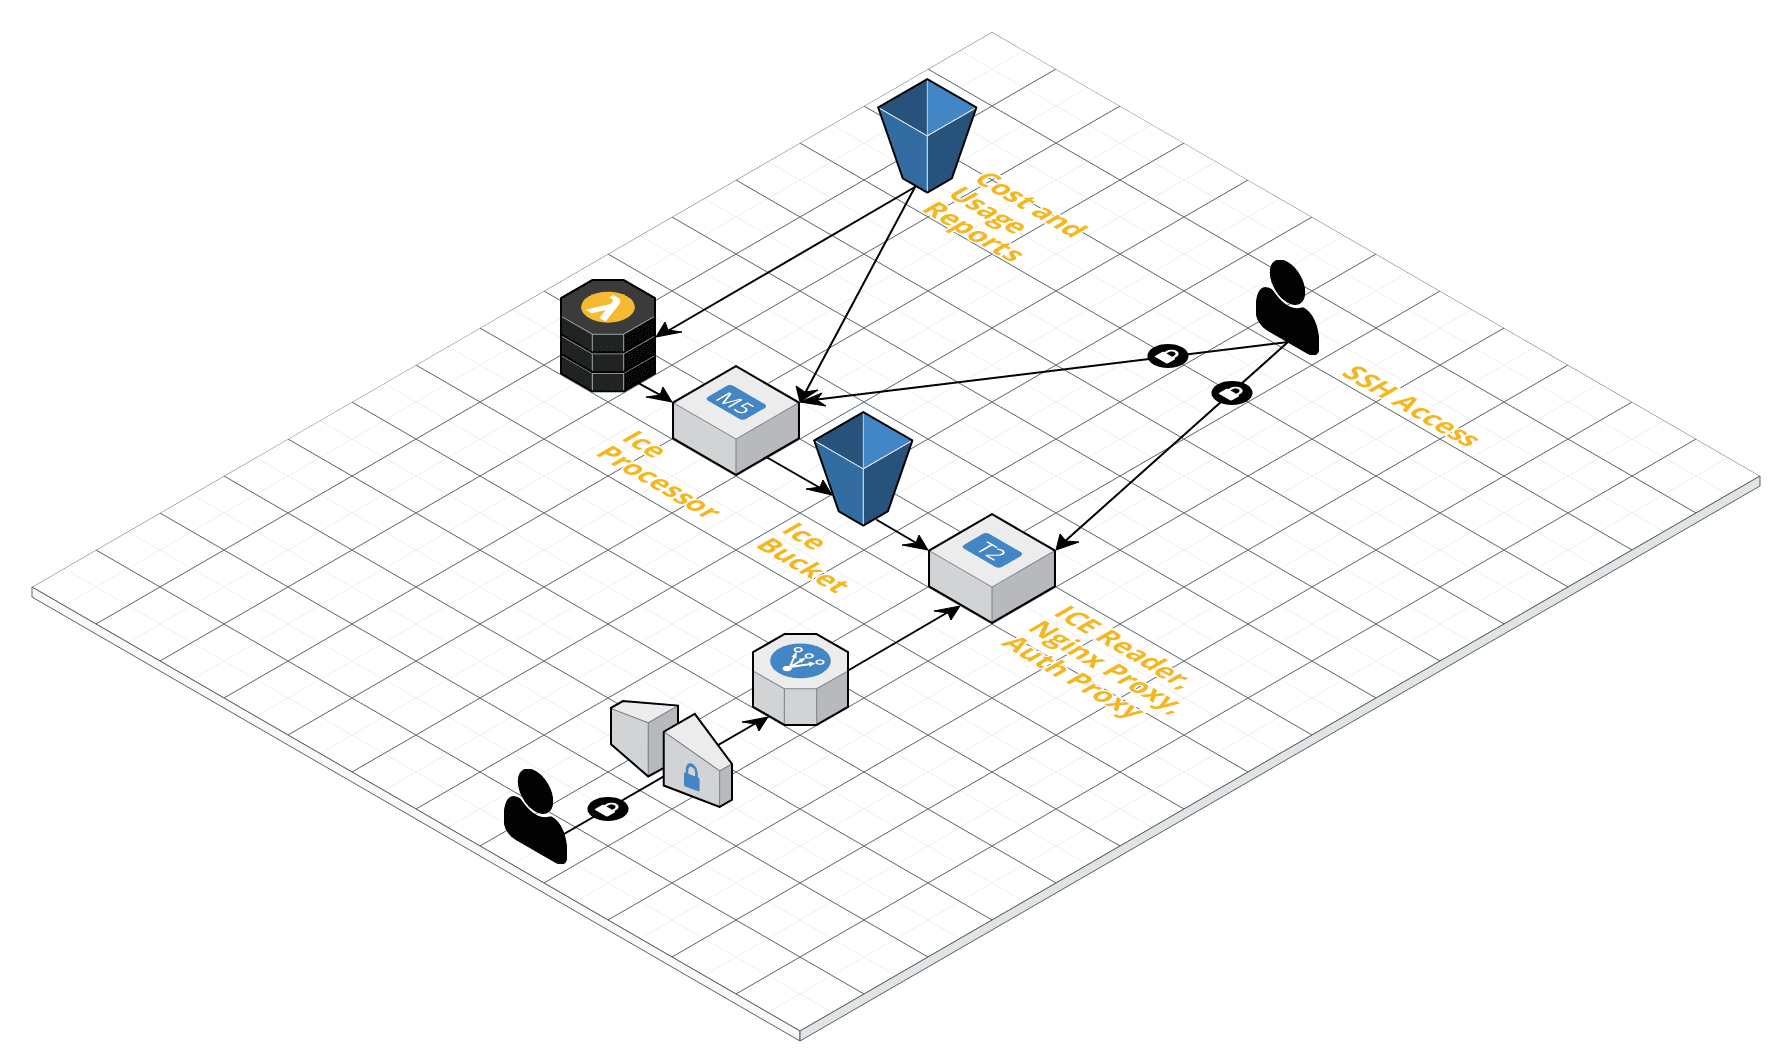 Cost and
Usage
Reports
SSH Access
M5
Ice
Processor
Ice
Bucket
T2
ICE Reader,
Nginx Proxy,
Auth Proxy
λ